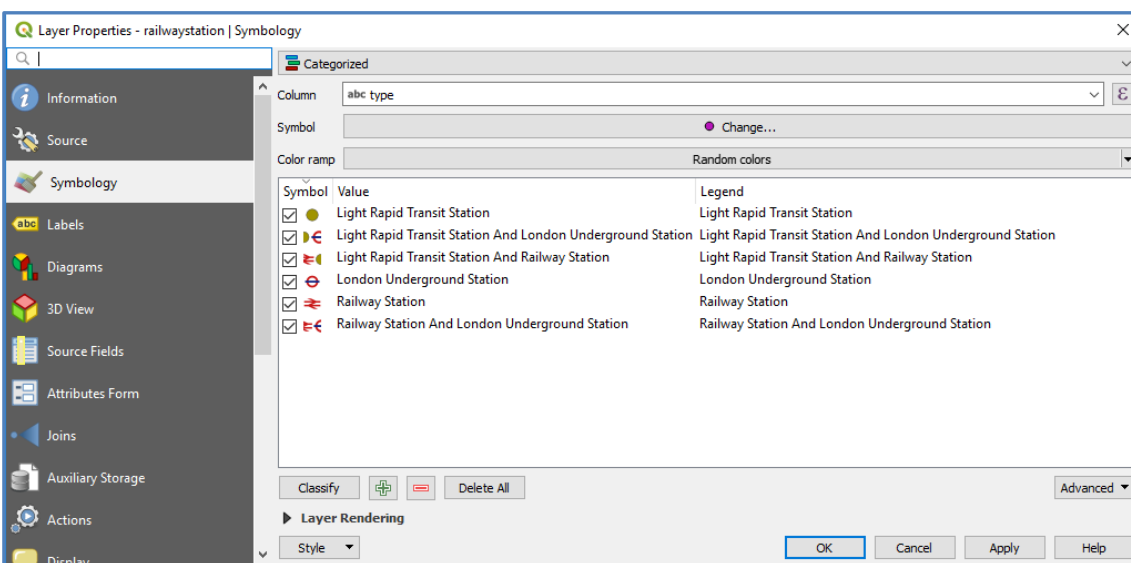 Layer Properties - railwaystation | Symbology
Categorized
Information
Column
abc type
ε
Source
Symbol
Change...
Color ramp
Random colors
Symbology
Symbol Value Legend
Light Rapid Transit Station Light Rapid Transit Station
abc Labels
Light Rapid Transit Station And London Underground Station Light Rapid Transit Station And London Underground Station
Light Rapid Transit Station And Railway Station Light Rapid Transit Station And Railway Station
Diagrams
London Underground Station London Underground Station
3D View
Railway Station Railway Station
Railway Station And London Underground Station Railway Station And London Underground Station
Source Fields
Attributes Form
Joins
Auxiliary Storage
Classify Delete All Advanced
Actions
Layer Rendering
Style OK Cancel Apply Help
Display